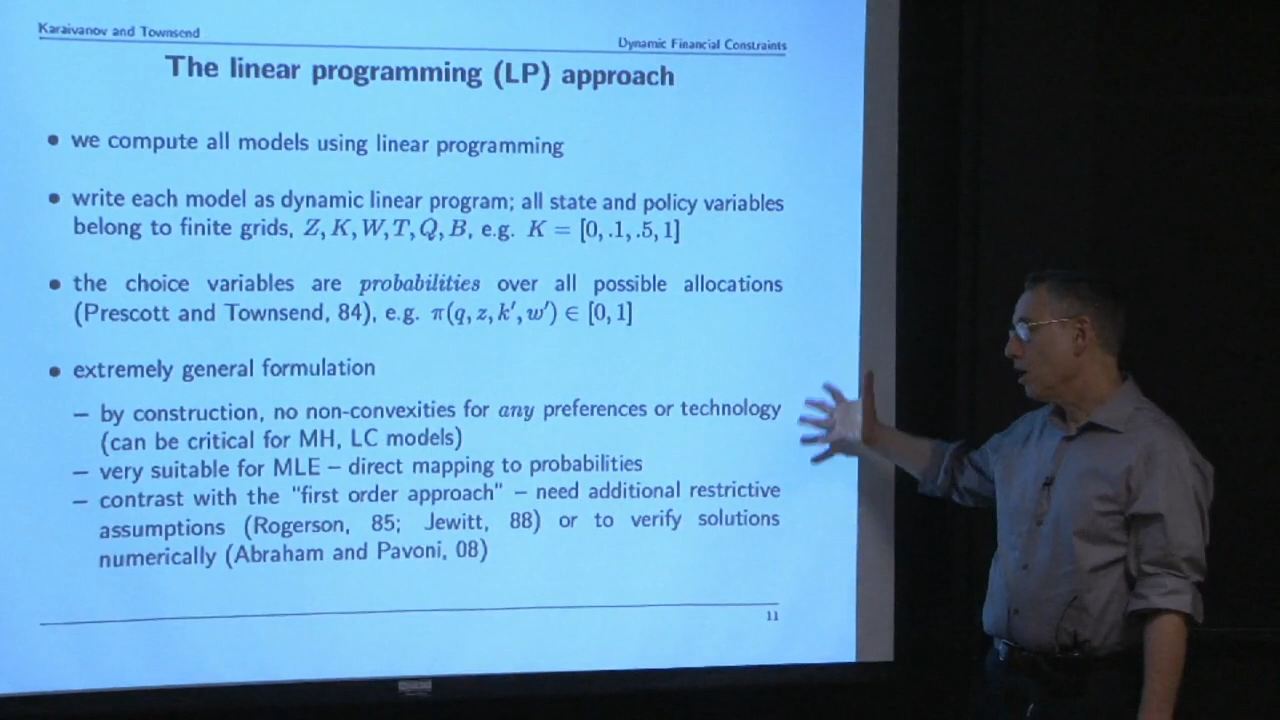 Karaivanov and Townsend
Dynamic Financial Constraints
The linear programming (LP) approach
• we compute all models using linear programming
• write each model as dynamic linear program; all state and policy variables
belong to finite grids, Z, K, W, T, Q, B, e.g. K = [0, .1, .5, 1]
• the choice variables are probabilities over all possible allocations
(Prescott and Townsend, 84), e.g. π(q, z, k′, w′) ∈ [0, 1]
• extremely general formulation
– by construction, no non-convexities for any preferences or technology
(can be critical for MH, LC models)
– very suitable for MLE – direct mapping to probabilities
– contrast with the "first order approach" – need additional restrictive
assumptions (Rogerson, 85; Jewitt, 88) or to verify solutions
numerically (Abraham and Pavoni, 08)
11